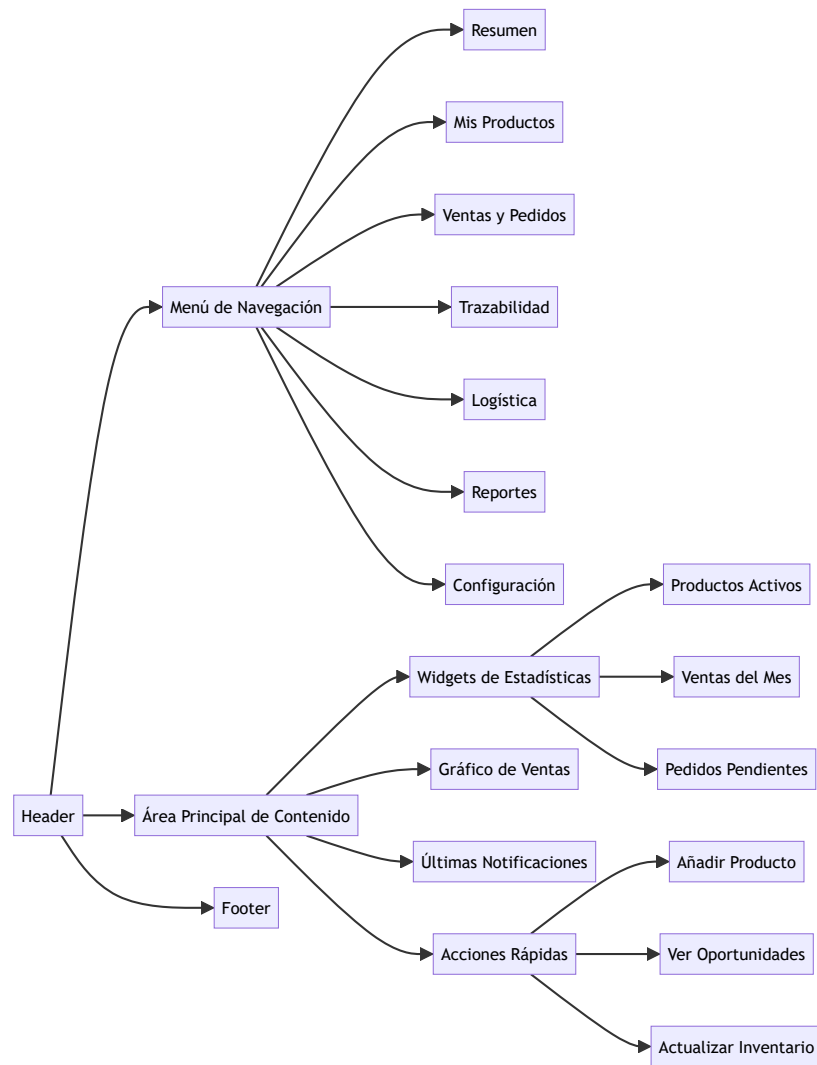 Resumen
Mis Productos
Ventas y Pedidos
Menú de Navegación
Trazabilidad
Logística
Reportes
Configuración
Productos Activos
Widgets de Estadísticas
Ventas del Mes
Gráfico de Ventas
Pedidos Pendientes
Header
Área Principal de Contenido
Últimas Notificaciones
Añadir Producto
Footer
Acciones Rápidas
Ver Oportunidades
Actualizar Inventario